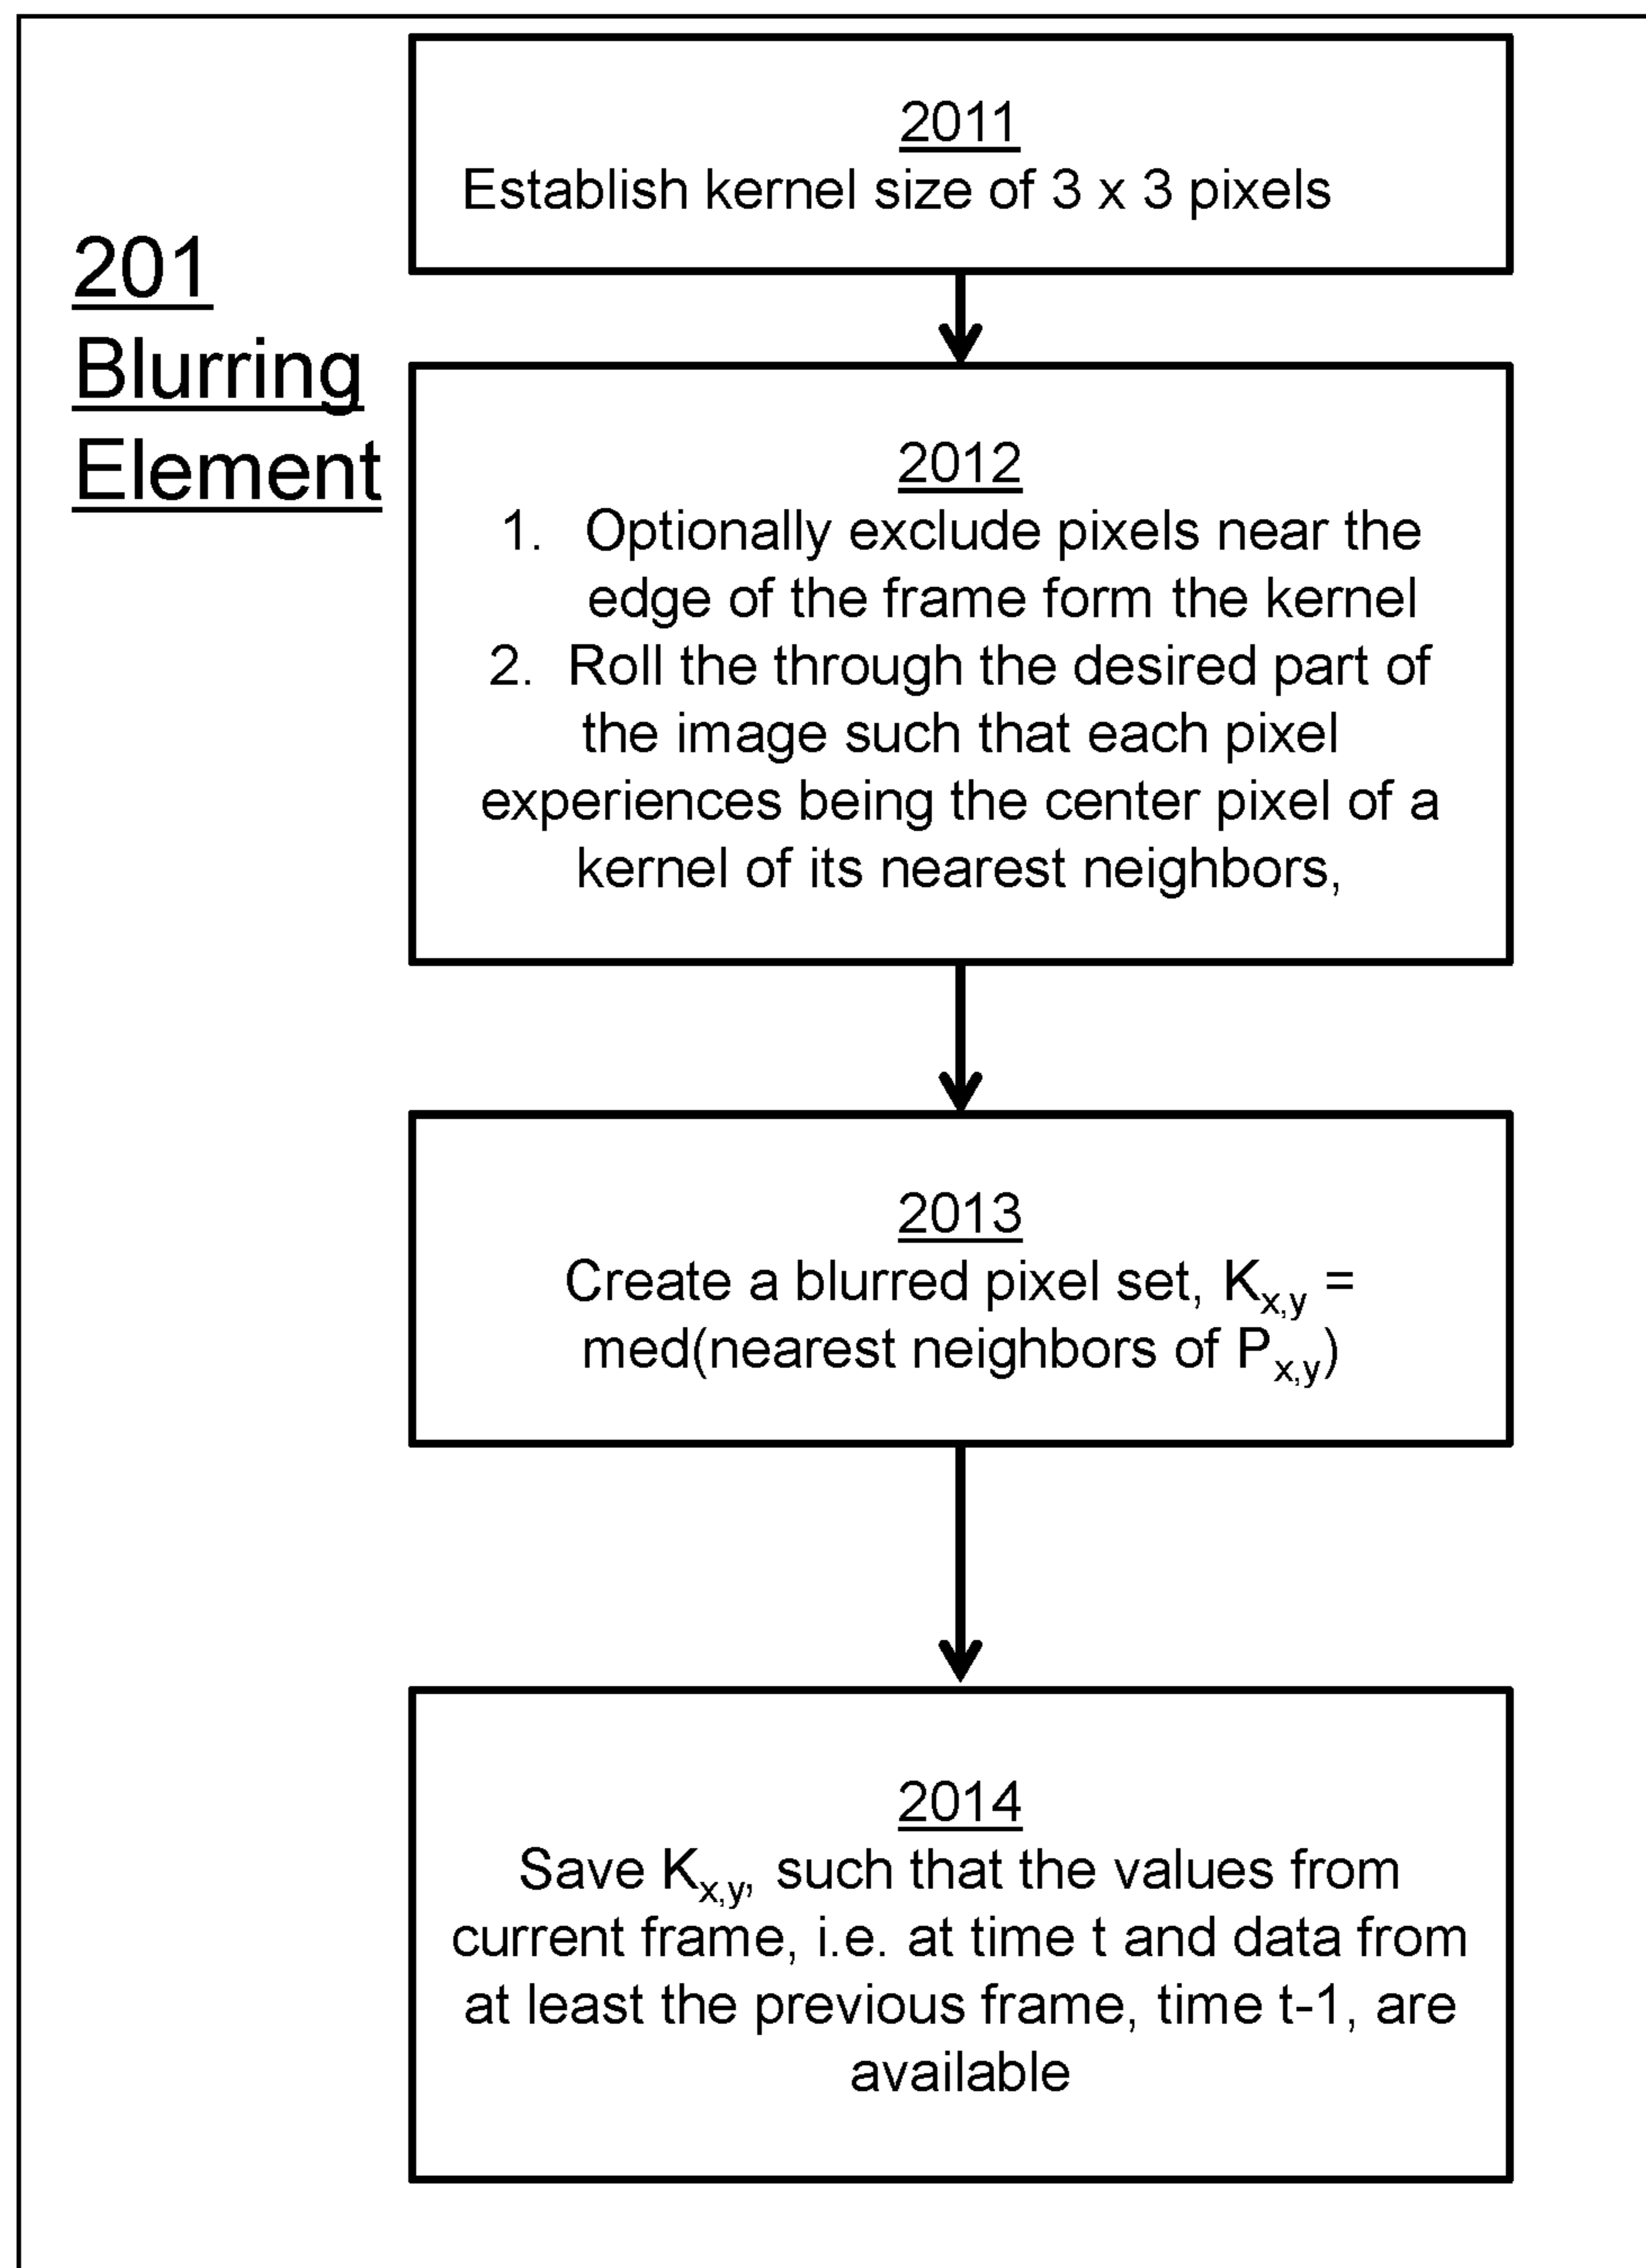 201
Blurring
Element
2011
Establish kernel size of 3 x 3 pixels
2012
1. Optionally exclude pixels near the
edge of the frame form the kernel
2. Roll the through the desired part of
the image such that each pixel
experiences being the center pixel of a
kernel of its nearest neighbors,
2013
Create a blurred pixel set, Kx,y =
med(nearest neighbors of Px,y)
2014
Save Kx,y, such that the values from
current frame, i.e. at time t and data from
at least the previous frame, time t-1, are
available